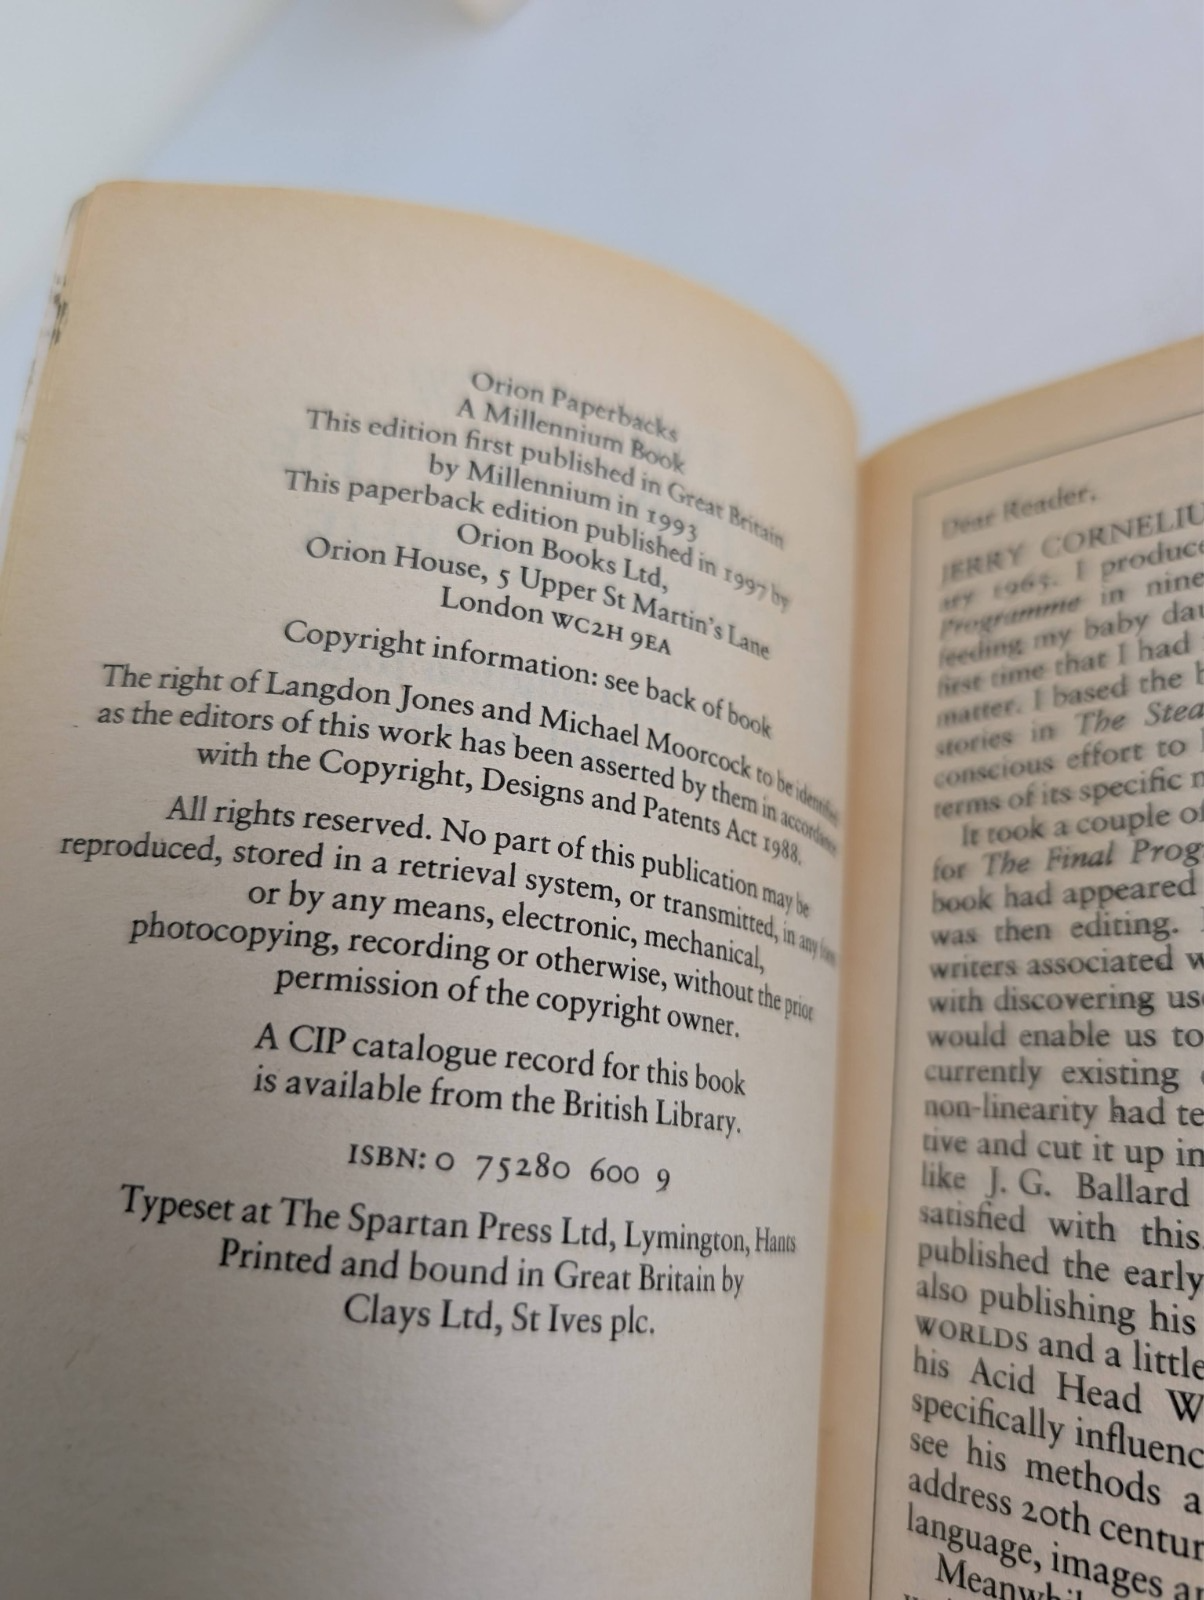 Orion Paperbacks
A Millennium Book
This edition first published in Great Britain
by Millennium in 1993
This paperback edition published in 1997 by
Orion Books Ltd,
Orion House, 5 Upper St Martin's Lane
London WC2H 9EA
Copyright information: see back of book
The right of Langdon Jones and Michael Moorcock to be identified
as the editors of this work has been asserted by them in accordance
with the Copyright, Designs and Patents Act 1988.
All rights reserved. No part of this publication may be
reproduced, stored in a retrieval system, or transmitted, in any form
or by any means, electronic, mechanical,
photocopying, recording or otherwise, without the prior
permission of the copyright owner.
A CIP catalogue record for this book
is available from the British Library.
ISBN: 0 75280 600 9
Typeset at The Spartan Press Ltd, Lymington, Hants
Printed and bound in Great Britain by
Clays Ltd, St Ives plc.
Dear Reader,
JERRY CORNELIU
ary 1965. I produce
Programme in nine
feeding my baby dau
first time that I had
matter. I based the b
stories in The Stea
conscious effort to
terms of its specific n
It took a couple of
for The Final Prog
book had appeared
was then editing.
writers associated w
with discovering use
would enable us to
currently existing
non-linearity had te
tive and cut it up in
like J. G. Ballard
satisfied with this.
published the early
also publishing his
WORLDS and a little
his Acid Head W
specifically influenc
see his methods a
address 20th centur
language, images an
Meanwhil